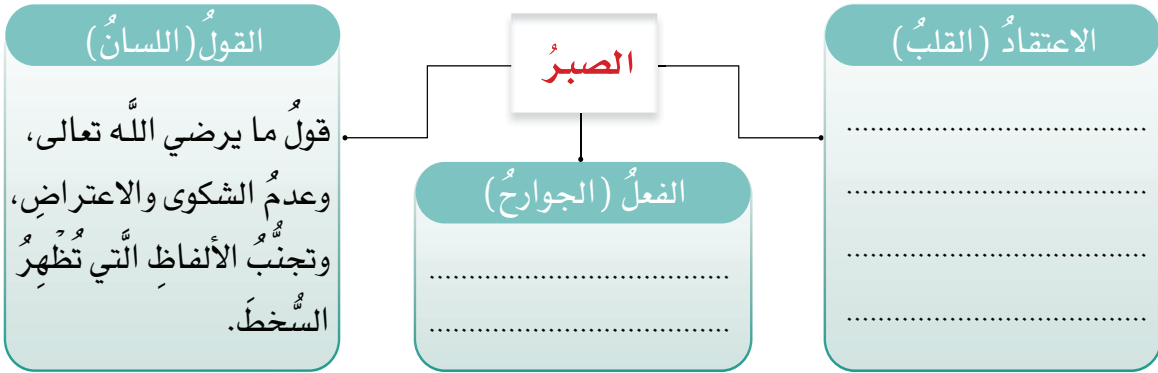 الصبرُ
الاعتقادُ (القلبُ)
....................................
....................................
....................................
....................................
الفعلُ (الجوارحُ)
....................................
....................................
القولُ (اللسانُ)
قولُ ما يرضي اللَّه تعالى،
وعدمُ الشكوى والاعتراضِ،
وتجنُّبُ الألفاظِ الَّتي تُظْهِرُ
السُّخطَ.